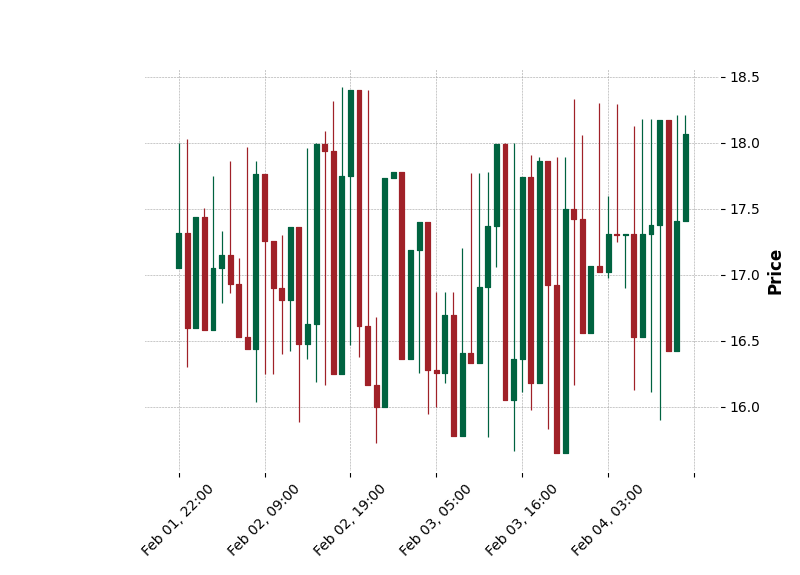 18.5
18.0
17.5
17.0
16.5
16.0
Price
Feb 01, 22:00
Feb 02, 09:00
Feb 02, 19:00
Feb 03, 05:00
Feb 03, 16:00
Feb 04, 03:00